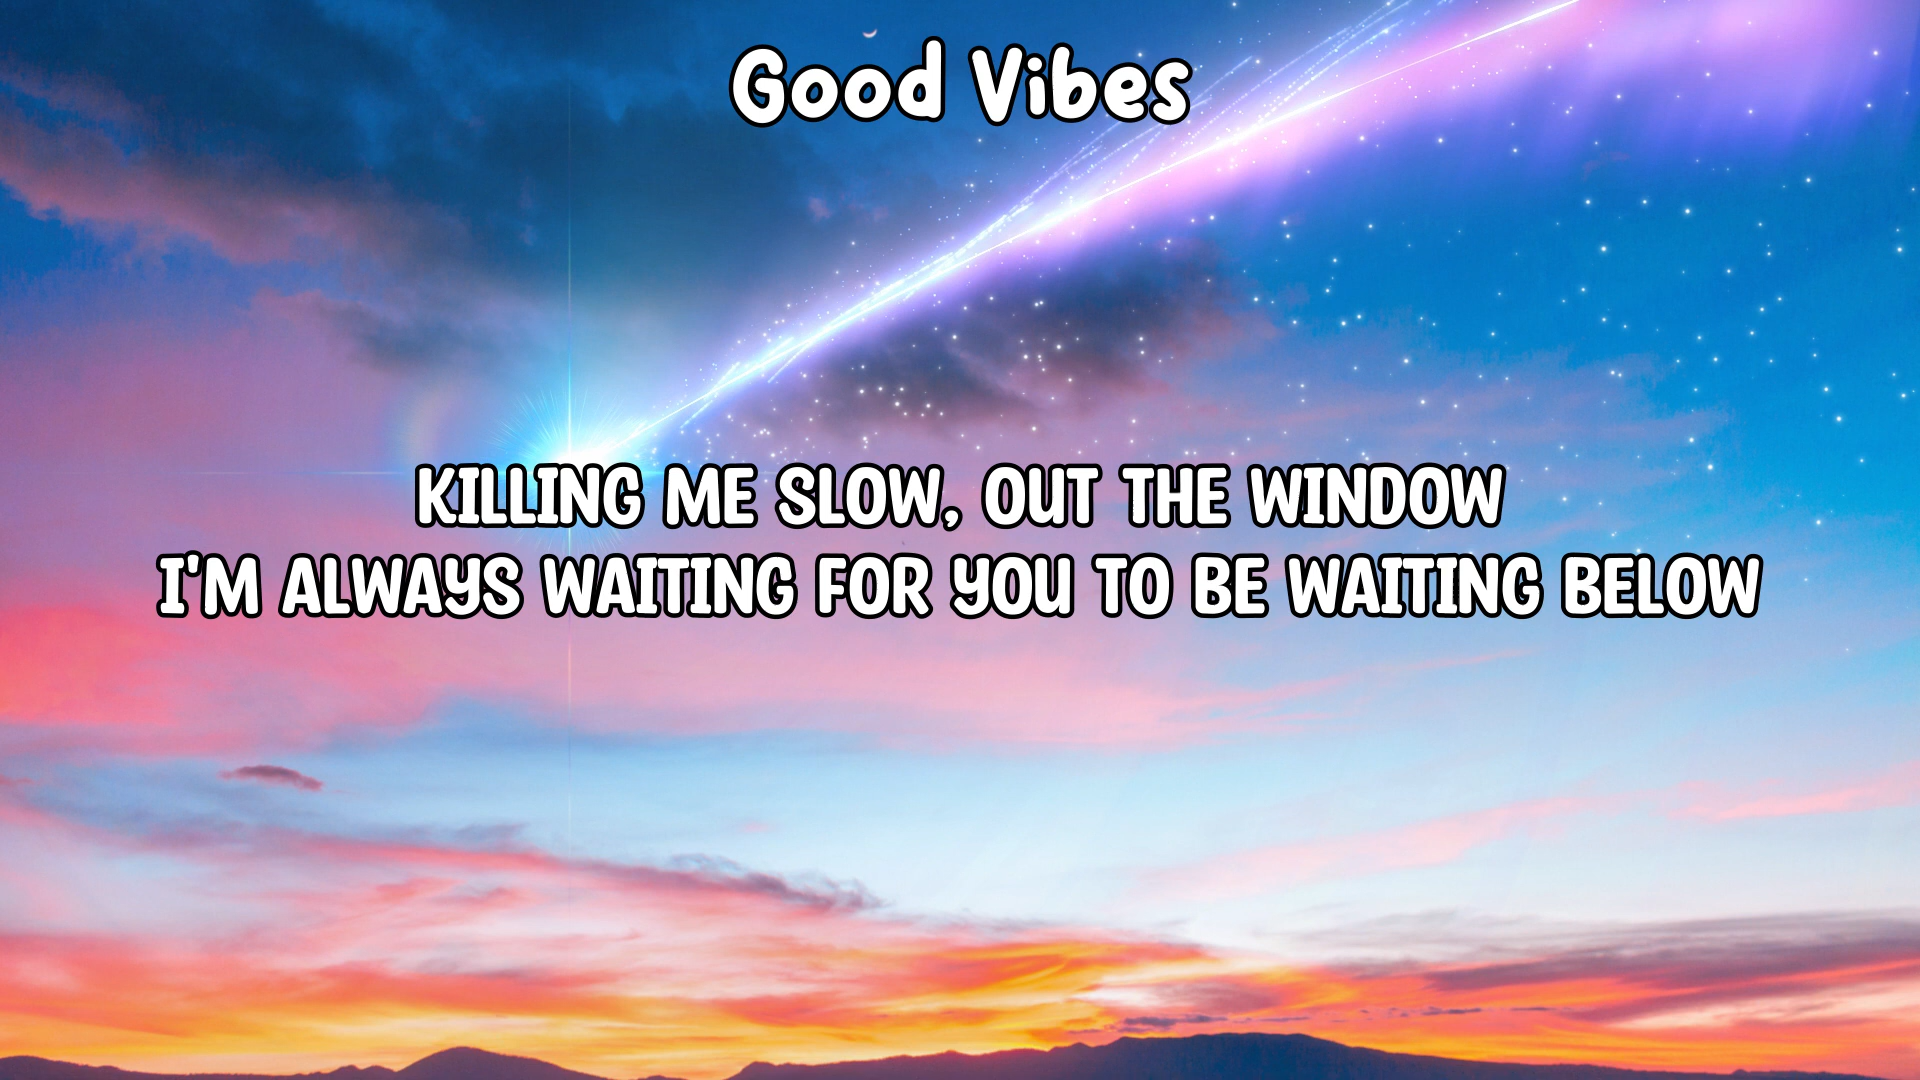 Good Vibes
KILLING ME SLOW, OUT THE WINDOW
I'M ALWAYS WAITING FOR YOU TO BE WAITING BELOW